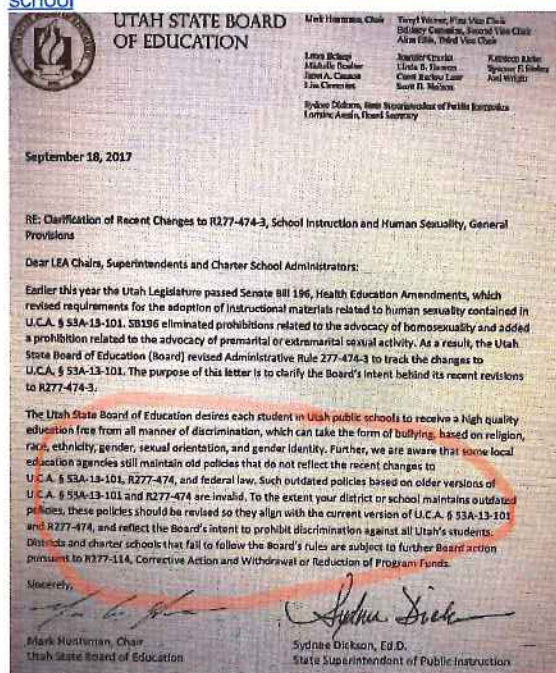 school
UTAH STATE BOARD
OF EDUCATION
Mark Huntsman, Chair
Alisa Ellis, Third Vice Chair
Linda B. Hansen
Scott B. Neilson
Joel Wright
Sydnee Dickson, State Superintendent of Public Instruction
Lorraine Austin, Board Secretary
September 18, 2017
RE: Clarification of Recent Changes to R277-474-3, School Instruction and Human Sexuality, General
Provisions
Dear LEA Chairs, Superintendents and Charter School Administrators:
Earlier this year the Utah Legislature passed Senate Bill 196, Health Education Amendments, which
revised requirements for the adoption of instructional materials related to human sexuality contained in
U.C.A. § 53A-13-101. SB196 eliminated prohibitions related to the advocacy of homosexuality and added
a prohibition related to the advocacy of premarital or extramarital sexual activity. As a result, the Utah
State Board of Education (Board) revised Administrative Rule 277-474-3 to track the changes to
U.C.A. § 53A-13-101. The purpose of this letter is to clarify the Board's intent behind its recent revisions
to R277-474-3.
The Utah State Board of Education desires each student in Utah public schools to receive a high quality
education free from all manner of discrimination, which can take the form of bullying, based on religion,
race, ethnicity, gender, sexual orientation, and gender identity. Further, we are aware that some local
education agencies still maintain old policies that do not reflect the recent changes to
U.C.A. § 53A-13-101, R277-474, and federal law. Such outdated policies based on older versions of
U.C.A. § 53A-13-101 and R277-474 are invalid. To the extent your district or school maintains outdated
policies, these policies should be revised so they align with the current version of U.C.A. § 53A-13-101
and R277-474, and reflect the Board's intent to prohibit discrimination against all Utah's students.
Districts and charter schools that fail to follow the Board's rules are subject to further Board action
pursuant to R277-114, Corrective Action and Withdrawal or Reduction of Program Funds.
Sincerely,
Mark Huntsman, Chair
Utah State Board of Education
Sydnee Dickson, Ed.D.
State Superintendent of Public Instruction